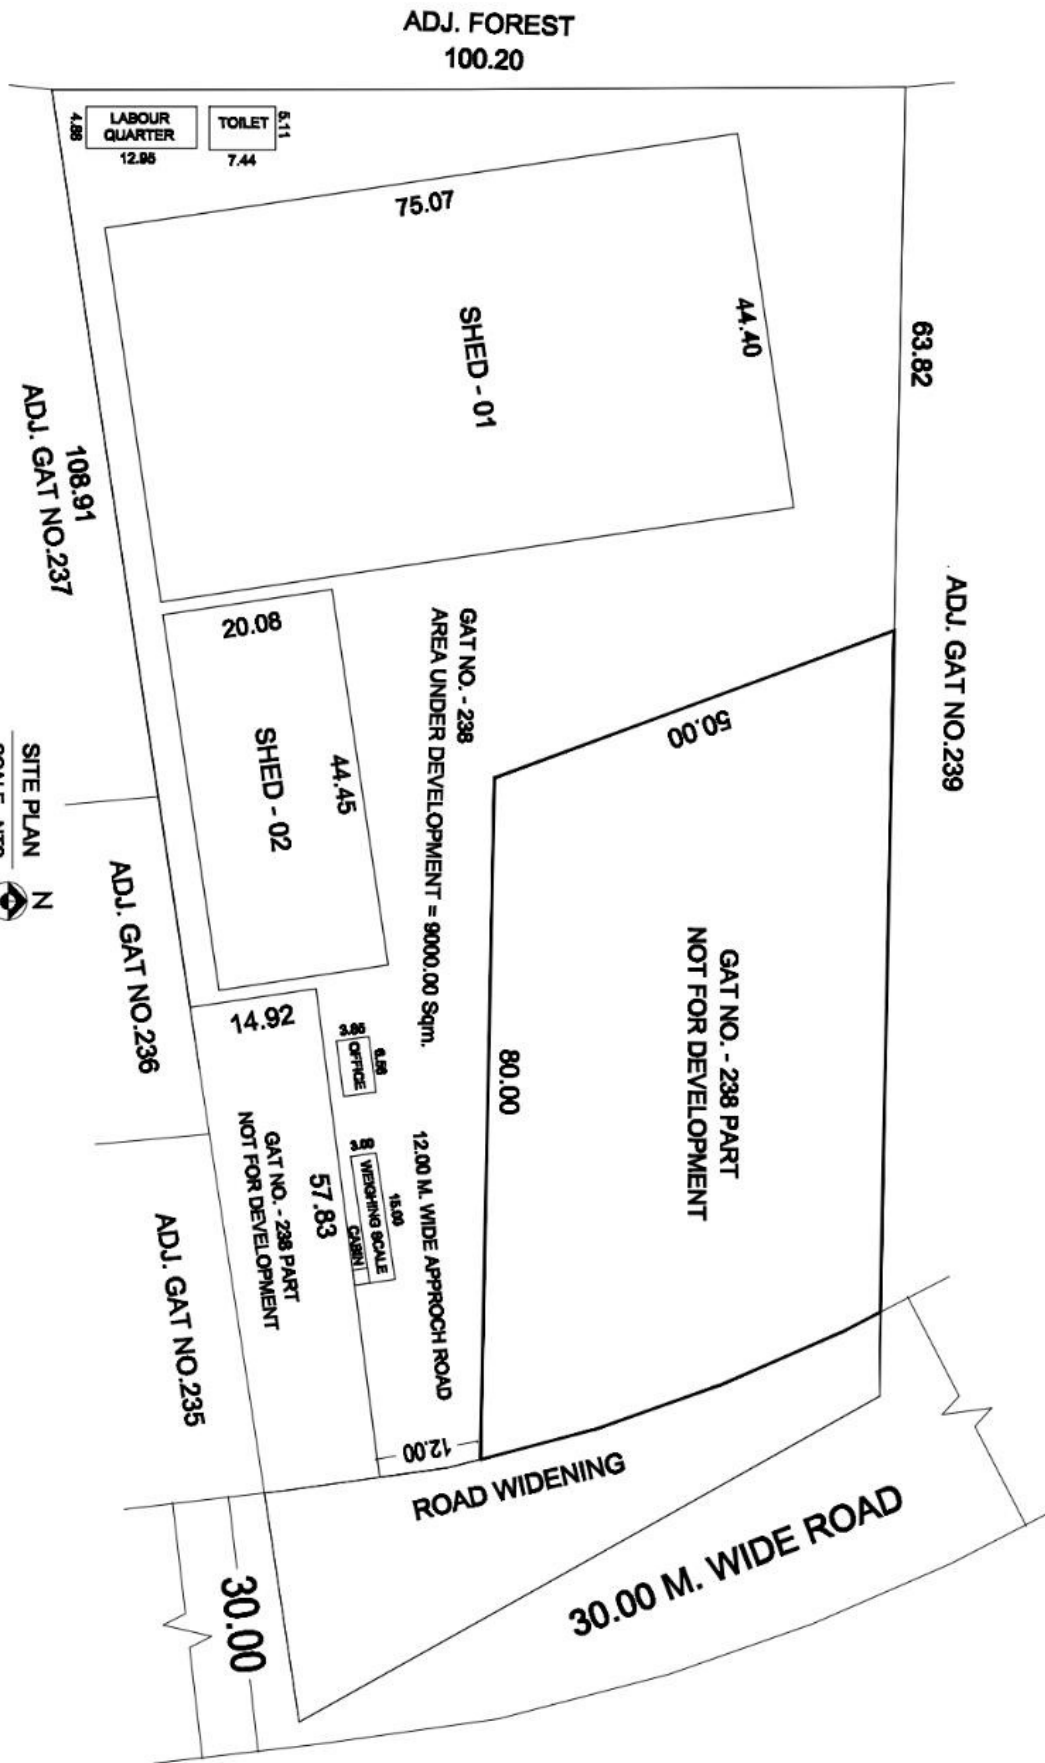 ADJ. FOREST
100.20
LABOUR
QUARTER
4.88
12.95
TOILET
5.11
7.44
75.07
44.40
SHED - 01
63.82
ADJ. GAT NO.239
108.91
ADJ. GAT NO.237
20.08
44.45
SHED - 02
GAT NO. - 238
AREA UNDER DEVELOPMENT = 9000.00 Sqm.
50.00
80.00
GAT NO. - 238 PART
NOT FOR DEVELOPMENT
SITE PLAN
N
ADJ. GAT NO.236
14.92
OFFICE
WEIGHING SCALE
CABIN
15.00
12.00 M. WIDE APPROCH ROAD
57.83
GAT NO. - 238 PART
NOT FOR DEVELOPMENT
ADJ. GAT NO.235
12.00
ROAD WIDENING
30.00 M. WIDE ROAD
30.00